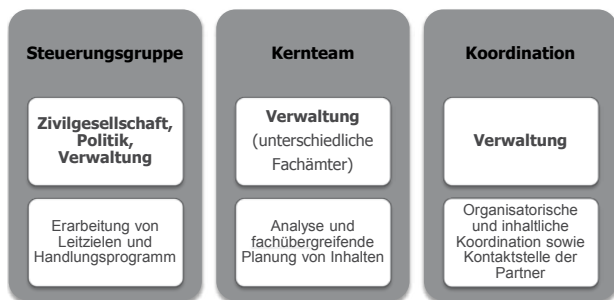 Steuerungsgruppe
Zivilgesellschaft,
Politik,
Verwaltung
Erarbeitung von
Leitzielen und
Handlungsprogramm
Kernteam
Verwaltung
(unterschiedliche
Fachämter)
Analyse und
fachübergreifende
Planung von Inhalten
Koordination
Verwaltung
Organisatorische
und inhaltliche
Koordination sowie
Kontaktstelle der
Partner